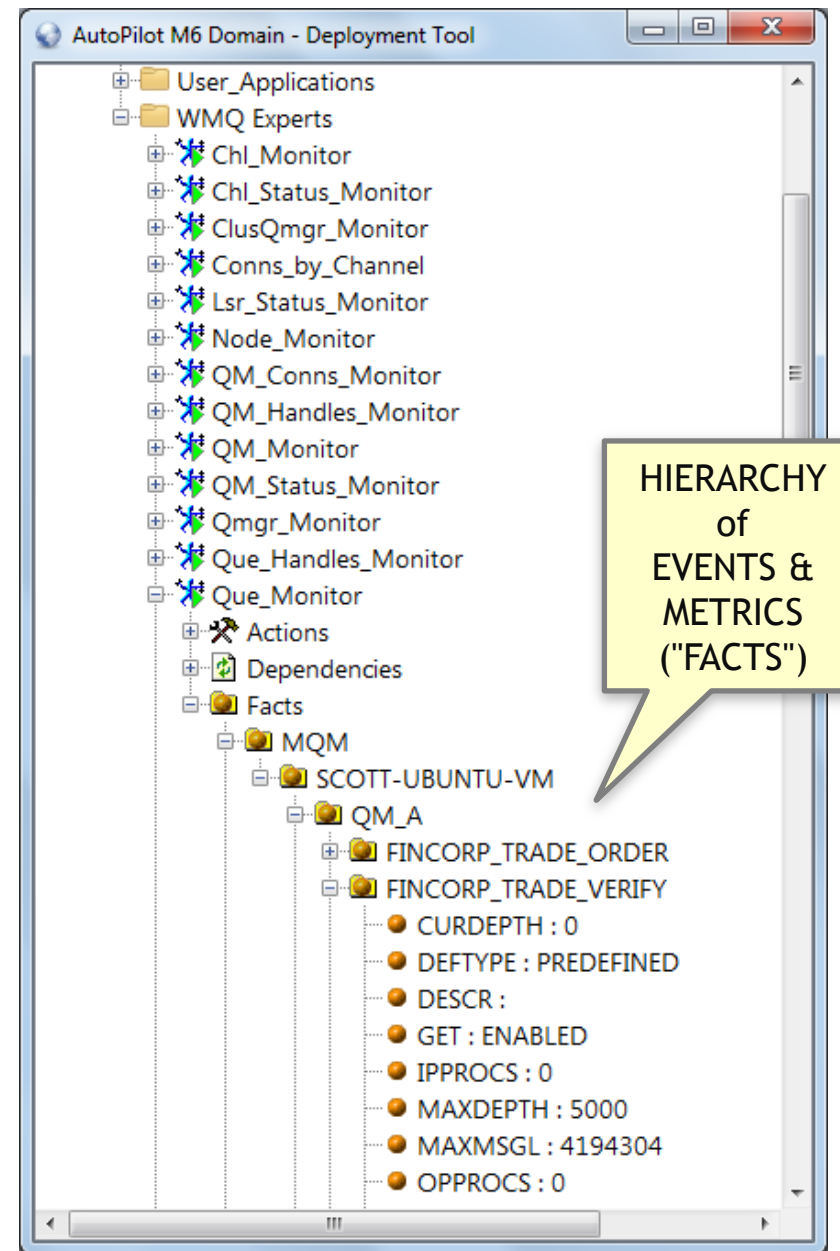 AutoPilot M6 Domain - Deployment Tool
User_Applications
WMQ Experts
Chl_Monitor
Chl_Status_Monitor
ClusQmgr_Monitor
Conns_by_Channel
Lsr_Status_Monitor
Node_Monitor
QM_Conns_Monitor
QM_Handles_Monitor
QM_Monitor
QM_Status_Monitor
Qmgr_Monitor
Que_Handles_Monitor
Que_Monitor
Actions
Dependencies
Facts
MQM
SCOTT-UBUNTU-VM
QM_A
FINCORP_TRADE_ORDER
FINCORP_TRADE_VERIFY
CURDEPTH : 0
DEFTYPE : PREDEFINED
DESCR :
GET : ENABLED
IPPROCS : 0
MAXDEPTH : 5000
MAXMSGL : 4194304
OPPROCS : 0
HIERARCHY
of
EVENTS &
METRICS
("FACTS")